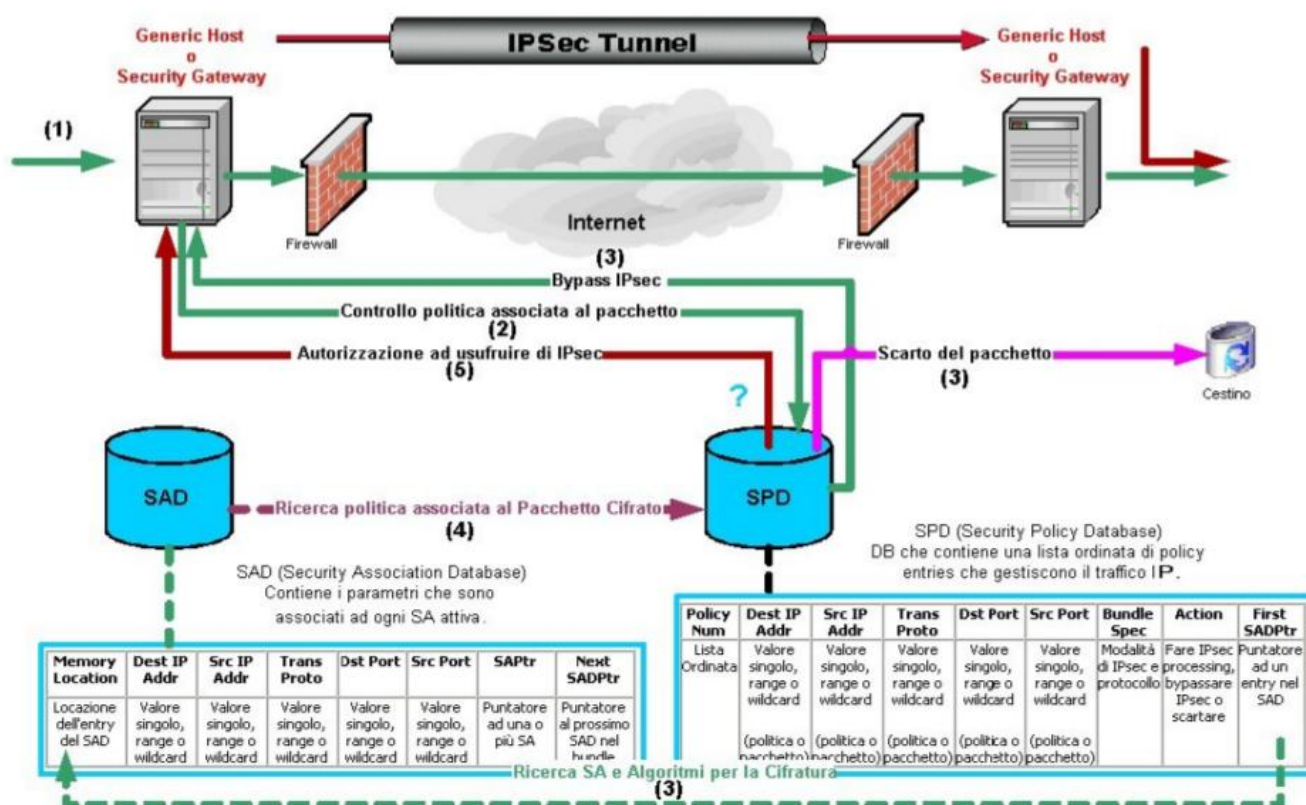 IPSec Tunnel
Generic Host
o
Security Gateway
Generic Host
o
Security Gateway
(1)
Internet
Firewall
Firewall
(3)
Bypass IPsec
Controllo politica associata al pacchetto
(2)
Autorizzazione ad usufruire di IPsec
(5)
Scarto del pacchetto
(3)
Cestino
?
SAD
SPD
Ricerca politica associata al Pacchetto Cifrato
(4)
SAD (Security Association Database)
Contiene i parametri che sono
associati ad ogni SA attiva.
SPD (Security Policy Database)
DB che contiene una lista ordinata di policy
entries che gestiscono il traffico IP.
Memory Dest IP Src IP Trans Dst Port Src Port SAPtr Next
Location Addr Addr Proto SADPtr
Locazione Valore Valore Valore Valore Valore Puntatore Puntatore
dell'entry singolo, singolo, singolo, singolo, singolo, ad una o al prossimo
del SAD range o range o range o range o range o più SA SAD nel
wildcard wildcard wildcard wildcard wildcard bundle
Policy Dest IP Src IP Trans Dst Port Src Port Bundle Action First
Num Addr Addr Proto Spec SADPtr
Lista Valore Valore Valore Valore Valore Modalità Fare IPsec Puntatore
Ordinata singolo, singolo, singolo, singolo, singolo, di IPsec e processing, ad un
range o range o range o range o range o protocollo bypassare entry nel
wildcard wildcard wildcard wildcard wildcard IPsec o SAD
scartare
(politica o (politica o (politica o (politica o (politica o
pacchetto) pacchetto) pacchetto) pacchetto) pacchetto)
Ricerca SA e Algoritmi per la Cifratura
(3)